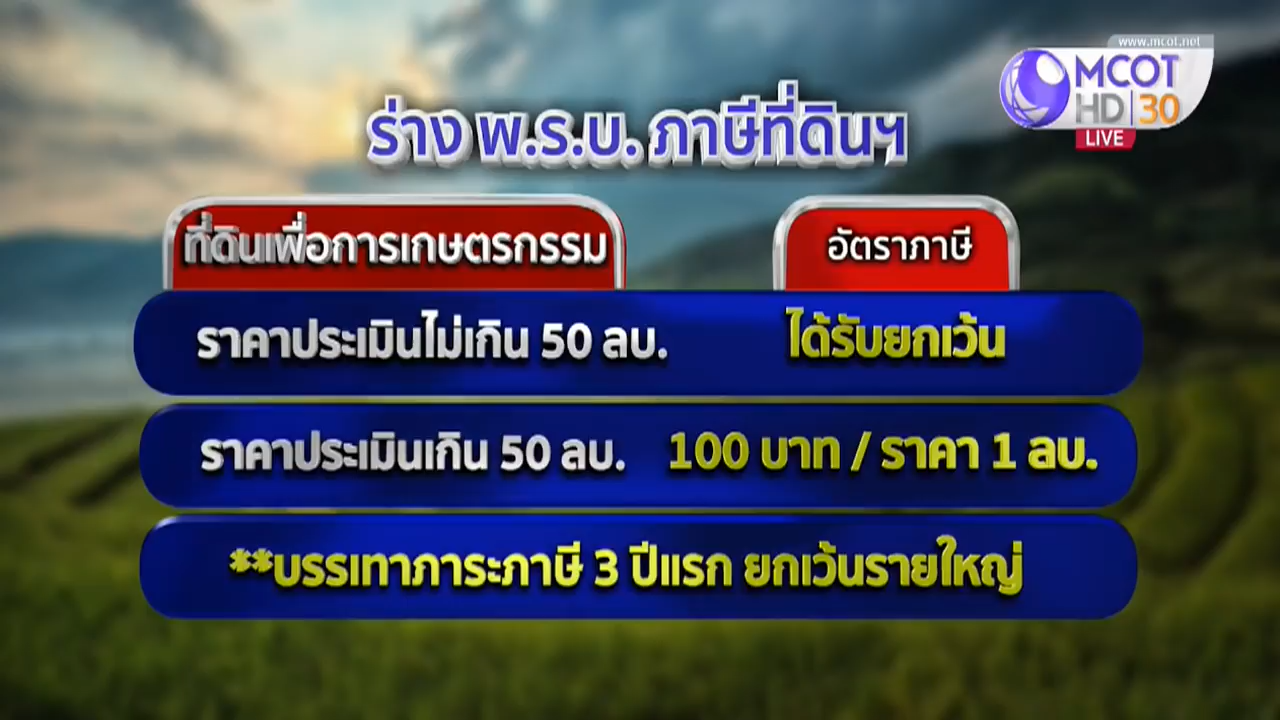 www.mcot.net
MCOT
HD 30
LIVE
ร่าง พ.ร.บ. ภาษีที่ดินฯ
ที่ดินเพื่อการเกษตรกรรม อัตราภาษี
ราคาประเมินไม่เกิน 50 ลบ. ได้รับยกเว้น
ราคาประเมินเกิน 50 ลบ. 100 บาท / ราคา 1 ลบ.
**บรรเทาภาระภาษี 3 ปีแรก ยกเว้นรายใหญ่